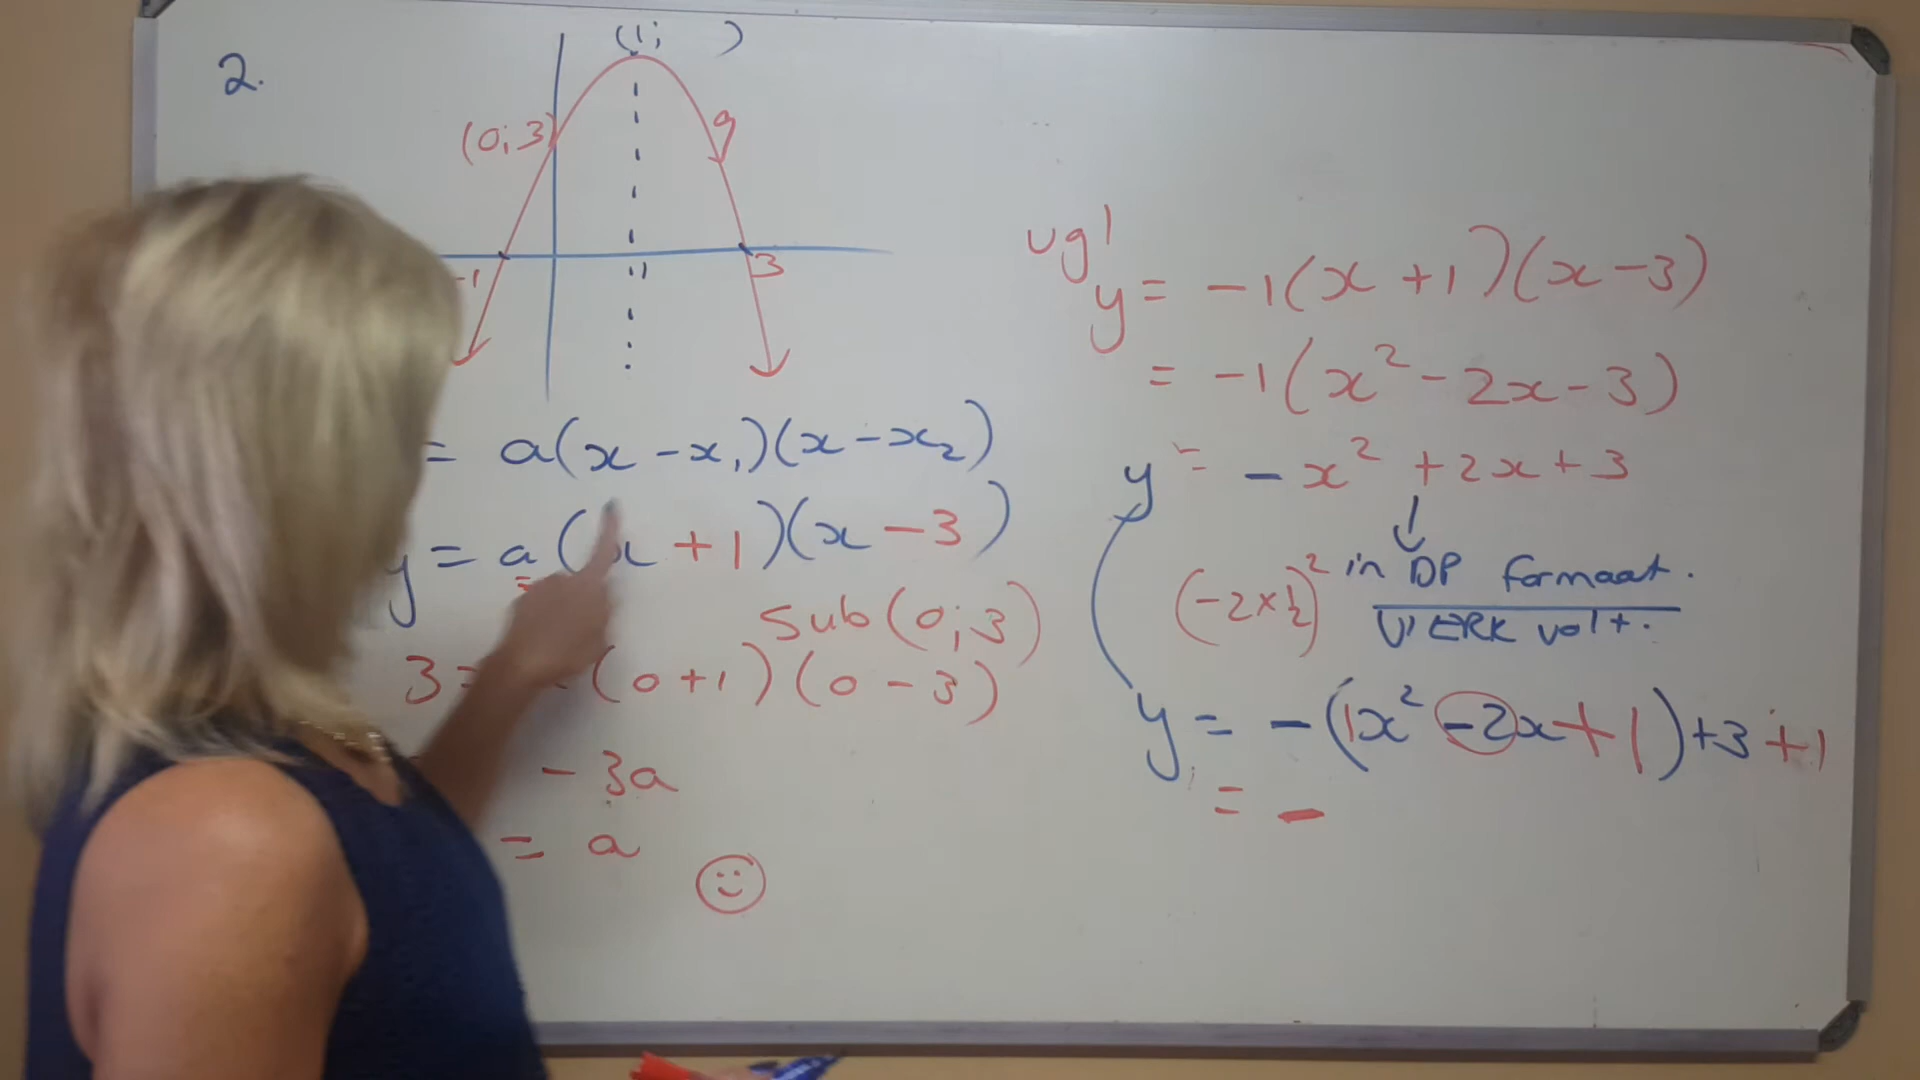 2.
(1; )
(0; 3)
g
-1
3
= a(x - x₁)(x - x₂)
y = a(x + 1)(x - 3)
sub (0; 3)
3 = (0 + 1)(0 - 3)
- 3a
= a
vgl
y = -1(x + 1)(x - 3)
= -1(x² - 2x - 3)
y = -x² + 2x + 3
in DP formaat.
(-2 × ½)²
VIERK volt.
y = -(1x² - 2x + 1) + 3 + 1
= -